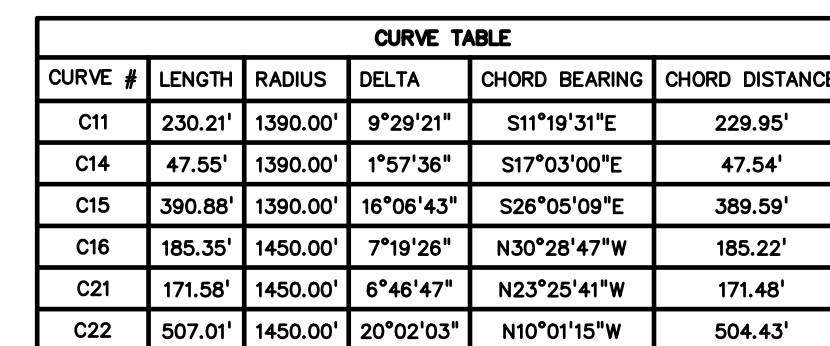 CURVE TABLE
CURVE # LENGTH RADIUS DELTA CHORD BEARING CHORD DISTANCE
C11 230.21' 1390.00' 9°29'21" S11°19'31"E 229.95'
C14 47.55' 1390.00' 1°57'36" S17°03'00"E 47.54'
C15 390.88' 1390.00' 16°06'43" S26°05'09"E 389.59'
C16 185.35' 1450.00' 7°19'26" N30°28'47"W 185.22'
C21 171.58' 1450.00' 6°46'47" N23°25'41"W 171.48'
C22 507.01' 1450.00' 20°02'03" N10°01'15"W 504.43'